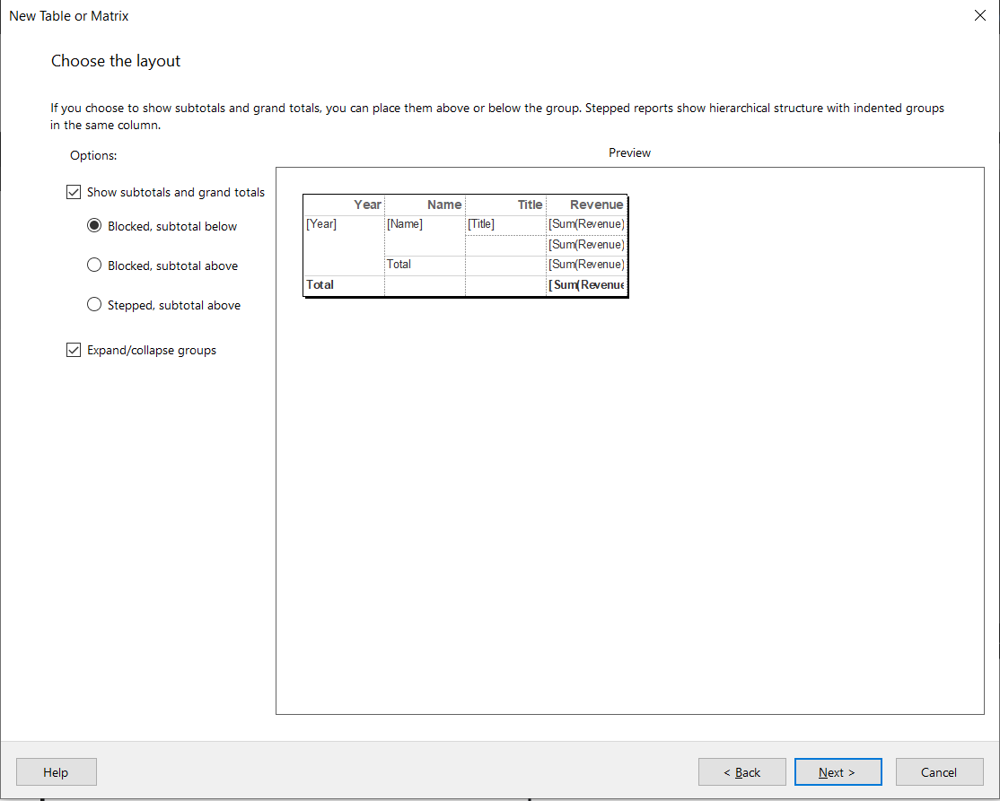 New Table or Matrix
Choose the layout
If you choose to show subtotals and grand totals, you can place them above or below the group. Stepped reports show hierarchical structure with indented groups
in the same column.
Options:
Preview
Show subtotals and grand totals
Blocked, subtotal below
Blocked, subtotal above
Stepped, subtotal above
Expand/collapse groups
Year Name Title Revenue
[Year] [Name] [Title] [Sum(Revenue)
[Sum(Revenue)
Total [Sum(Revenue)
Total [Sum(Revenue
Help < Back Next > Cancel